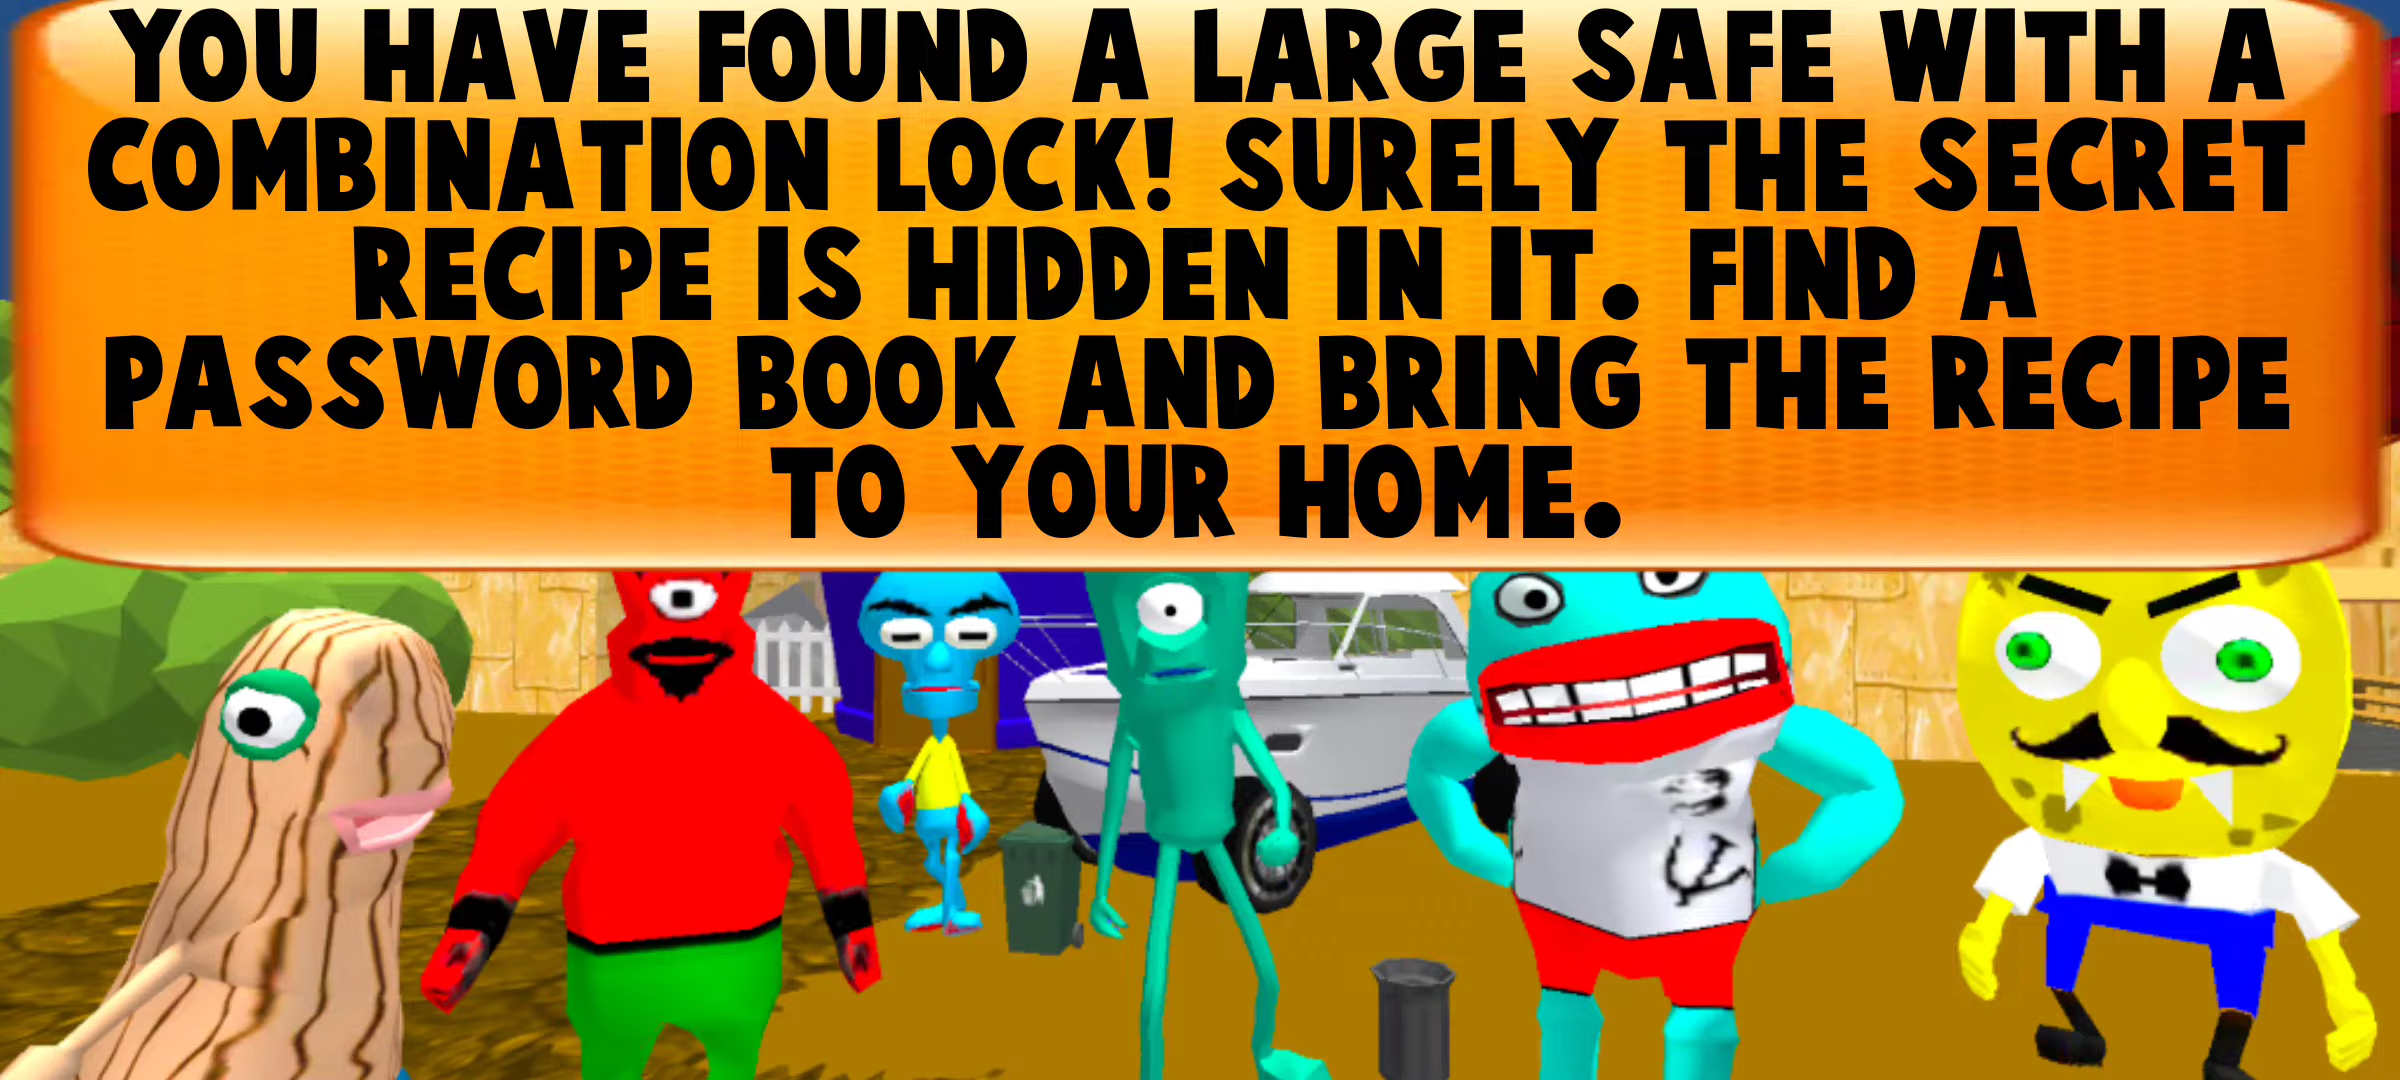 YOU HAVE FOUND A LARGE SAFE WITH A
COMBINATION LOCK! SURELY THE SECRET
RECIPE IS HIDDEN IN IT. FIND A
PASSWORD BOOK AND BRING THE RECIPE
TO YOUR HOME.